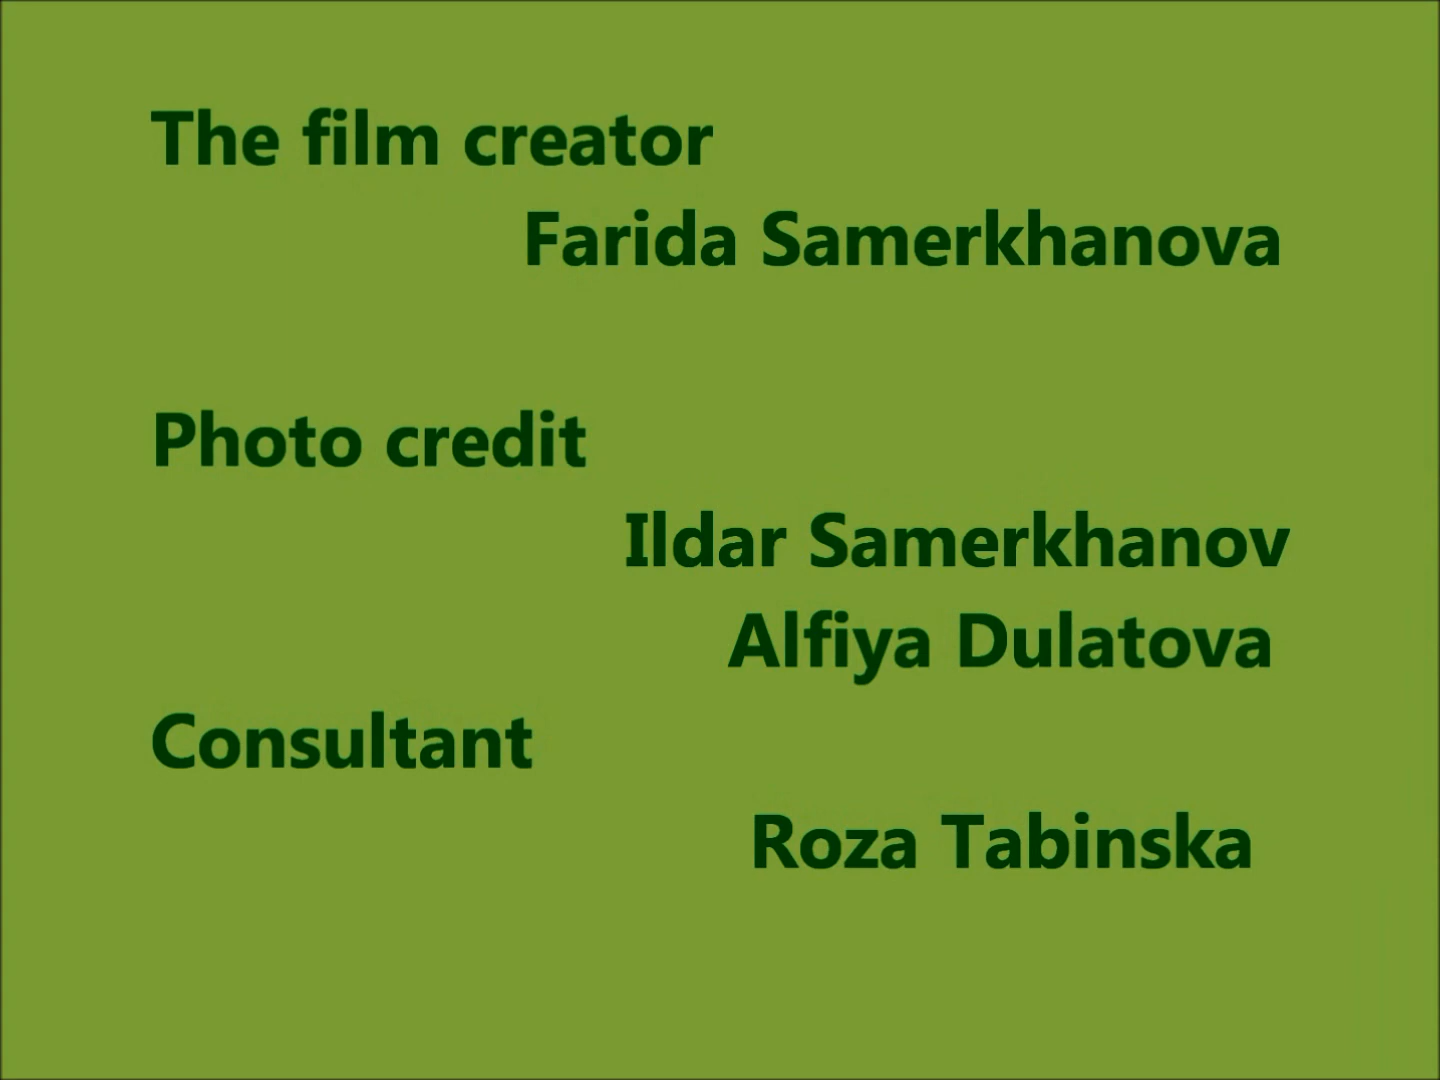 The film creator
Farida Samerkhanova
Photo credit
Ildar Samerkhanov
Alfiya Dulatova
Consultant
Roza Tabinska